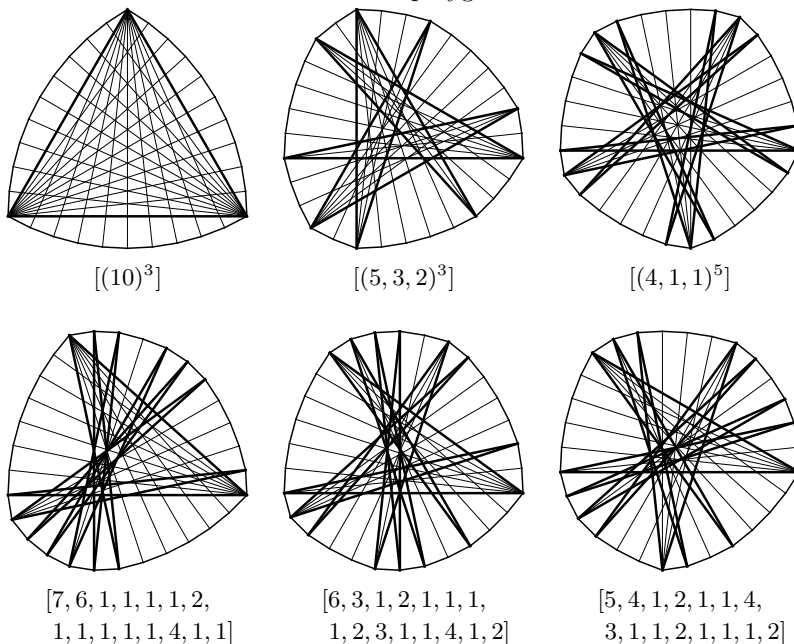 [(10)^3] [(5, 3, 2)^3] [(4, 1, 1)^5]
[7, 6, 1, 1, 1, 1, 2, [6, 3, 1, 2, 1, 1, 1, [5, 4, 1, 2, 1, 1, 4,
1, 1, 1, 1, 1, 4, 1, 1] 1, 2, 3, 1, 1, 4, 1, 2] 3, 1, 1, 2, 1, 1, 1, 2]